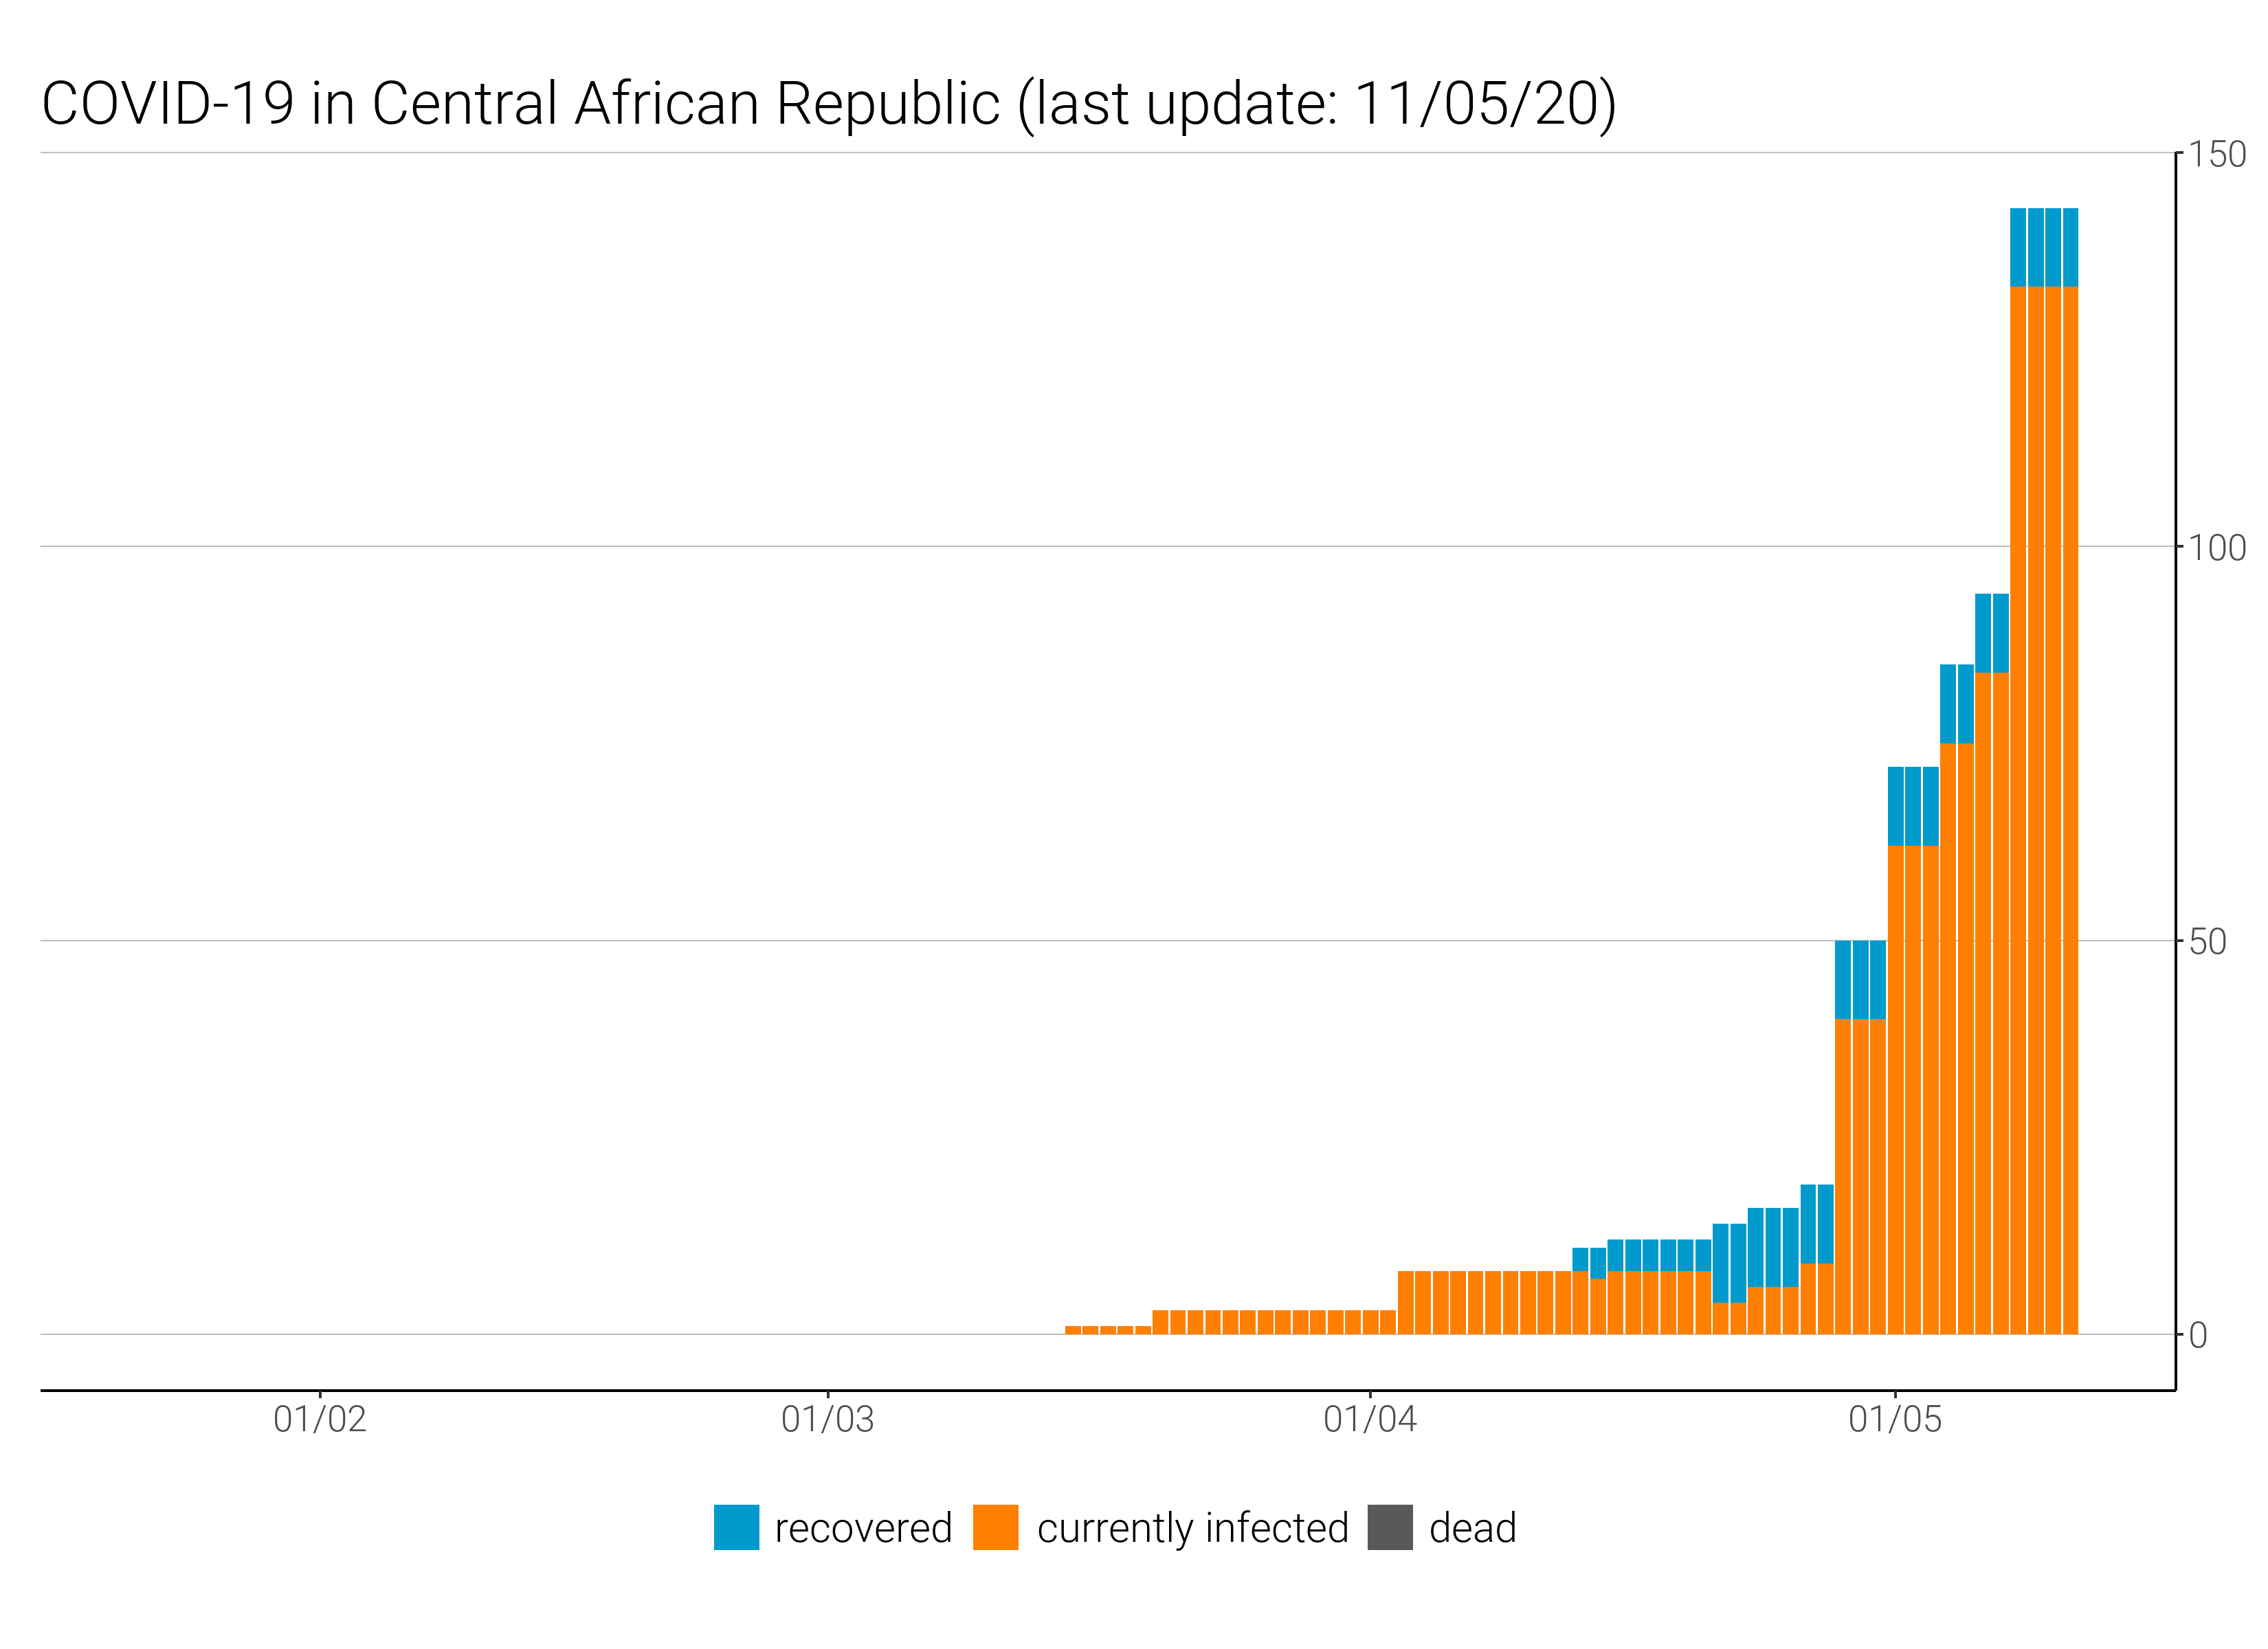 COVID-19 in Central African Republic (last update: 11/05/20)
150
100
50
0
01/02 01/03 01/04 01/05
recovered currently infected dead